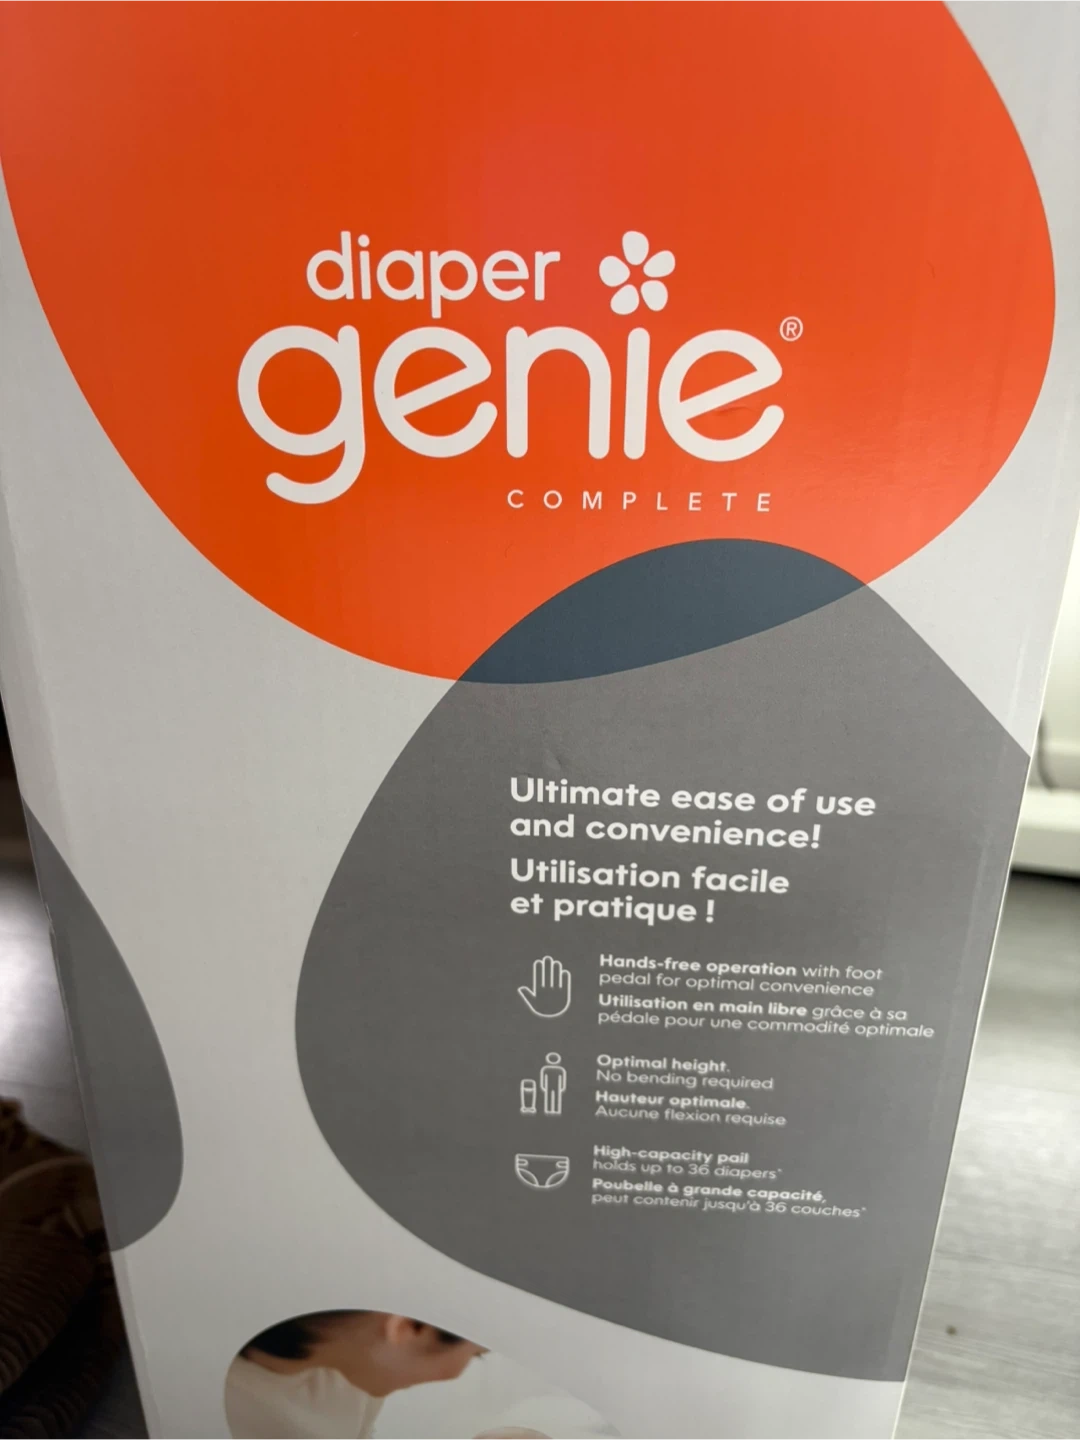 diaper
genie®
COMPLETE
Ultimate ease of use
and convenience!
Utilisation facile
et pratique !
Hands-free operation with foot
pedal for optimal convenience
Utilisation en main libre grâce à sa
pédale pour une commodité optimale
Optimal height.
No bending required
Hauteur optimale.
Aucune flexion requise
High-capacity pail
holds up to 36 diapers*
Poubelle à grande capacité,
peut contenir jusqu'à 36 couches*